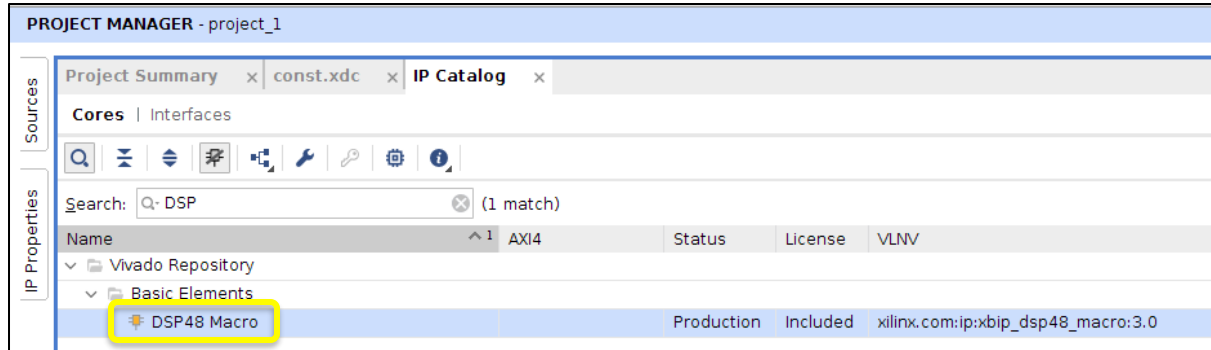 PROJECT MANAGER - project_1
Sources
IP Properties
Project Summary x const.xdc x IP Catalog x
Cores | Interfaces
Search: DSP (1 match)
Name 1 AXI4 Status License VLNV
Vivado Repository
Basic Elements
DSP48 Macro Production Included xilinx.com:ip:xbip_dsp48_macro:3.0